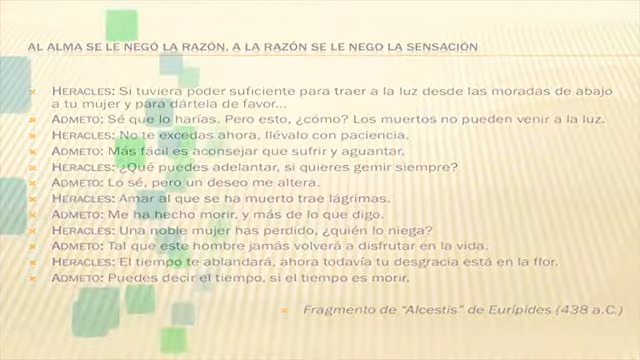 AL ALMA SE LE NEGÓ LA RAZÓN. A LA RAZÓN SE LE NEGO LA SENSACIÓN
HERACLES: Si tuviera poder suficiente para traer a la luz desde las moradas de abajo
a tu mujer y para dártela de favor...
ADMETO: Sé que lo harías. Pero esto, ¿cómo? Los muertos no pueden venir a la luz.
HERACLES: No te excedas ahora, llévalo con paciencia.
ADMETO: Más fácil es aconsejar que sufrir y aguantar.
HERACLES: ¿Qué puedes adelantar, si quieres gemir siempre?
ADMETO: Lo sé, pero un deseo me altera.
HERACLES: Amar al que se ha muerto trae lágrimas.
ADMETO: Me ha hecho morir, y más de lo que digo.
HERACLES: Una noble mujer has perdido, ¿quién lo niega?
ADMETO: Tal que este hombre jamás volverá a disfrutar en la vida.
HERACLES: El tiempo te ablandará, ahora todavía tu desgracia está en la flor.
ADMETO: Puedes decir el tiempo, si el tiempo es morir.
Fragmento de "Alcestis" de Eurípides (438 a.C.)